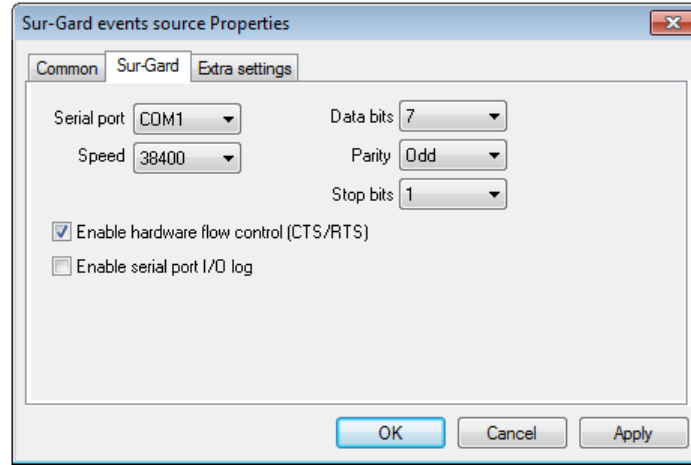 Sur-Gard events source Properties
Common Sur-Gard Extra settings
Serial port COM1 Data bits 7
Speed 38400 Parity Odd
Stop bits 1
Enable hardware flow control (CTS/RTS)
Enable serial port I/O log
OK Cancel Apply